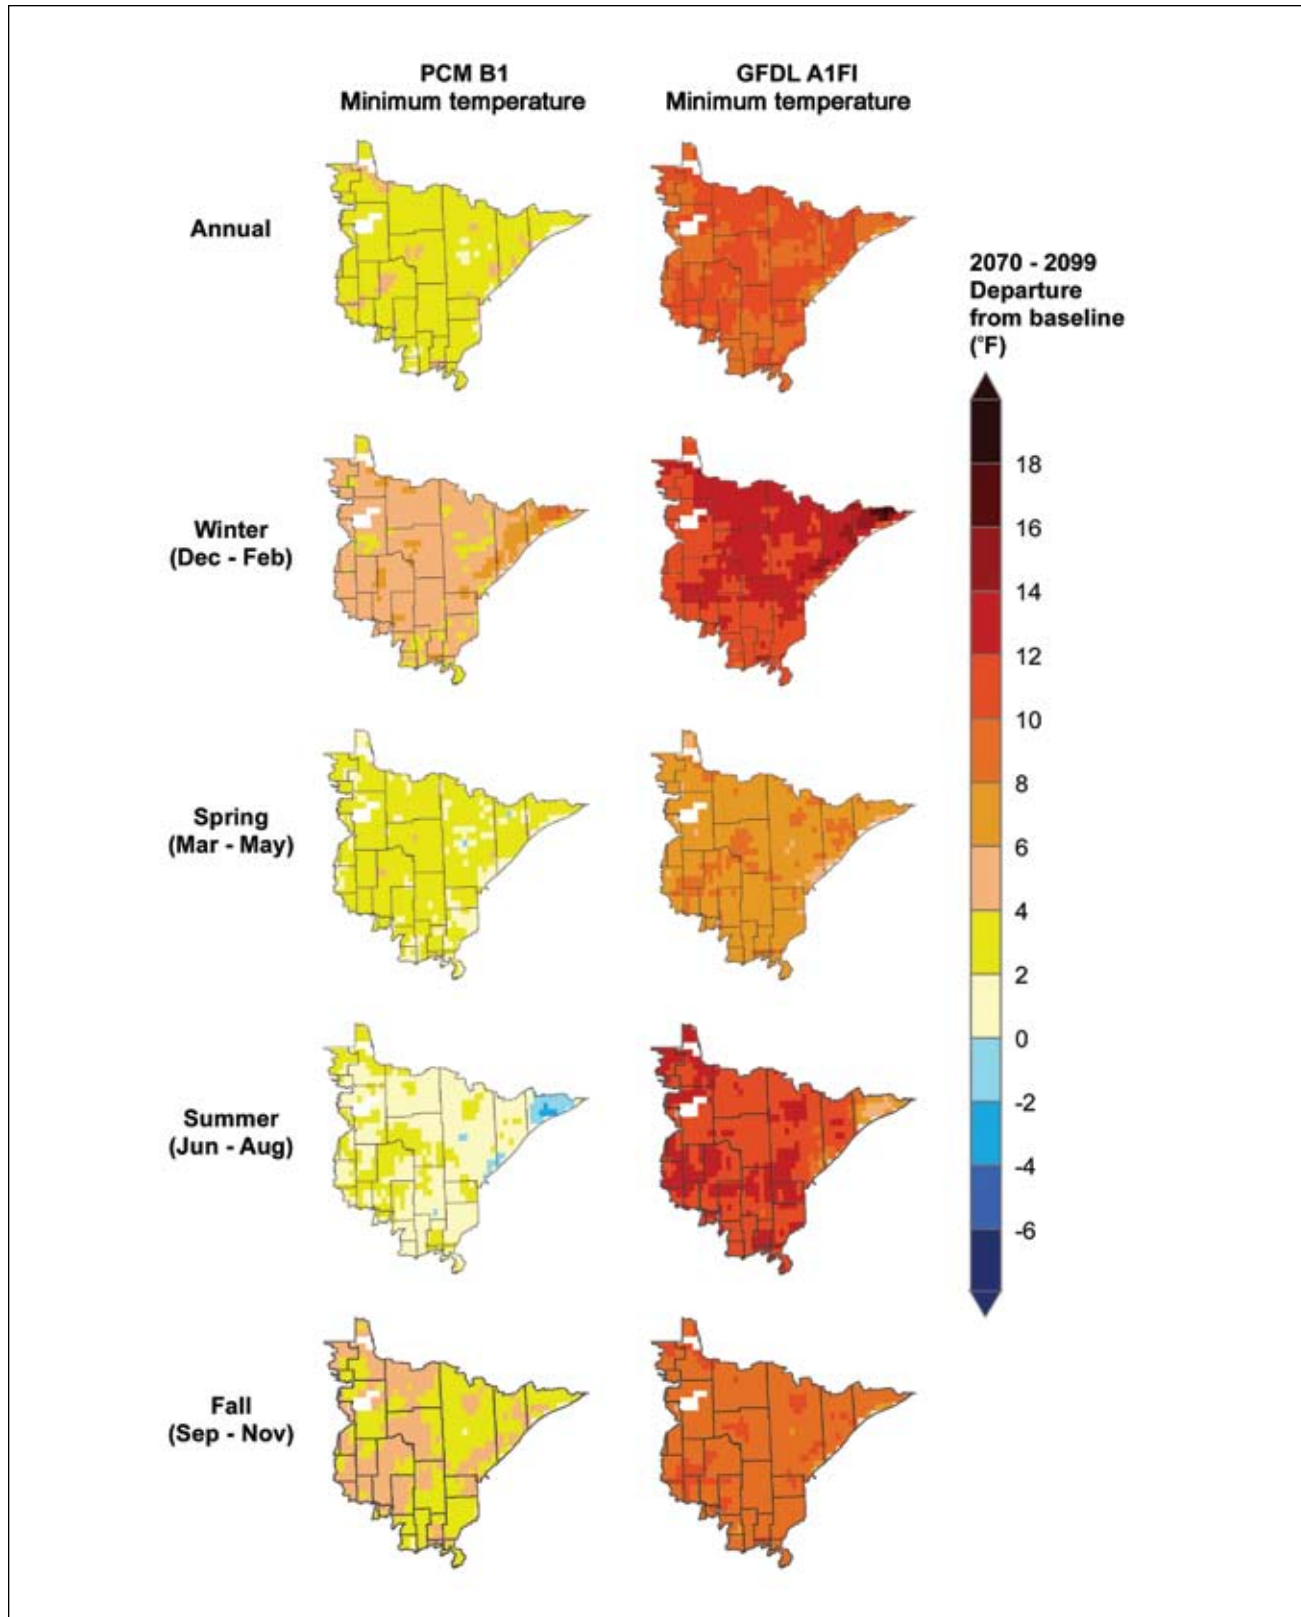 PCM B1
Minimum temperature
GFDL A1FI
Minimum temperature
Annual
2070 - 2099
Departure
from baseline
(°F)
Winter
(Dec - Feb)
18
16
14
12
10
8
6
4
2
0
-2
-4
-6
Spring
(Mar - May)
Summer
(Jun - Aug)
Fall
(Sep - Nov)